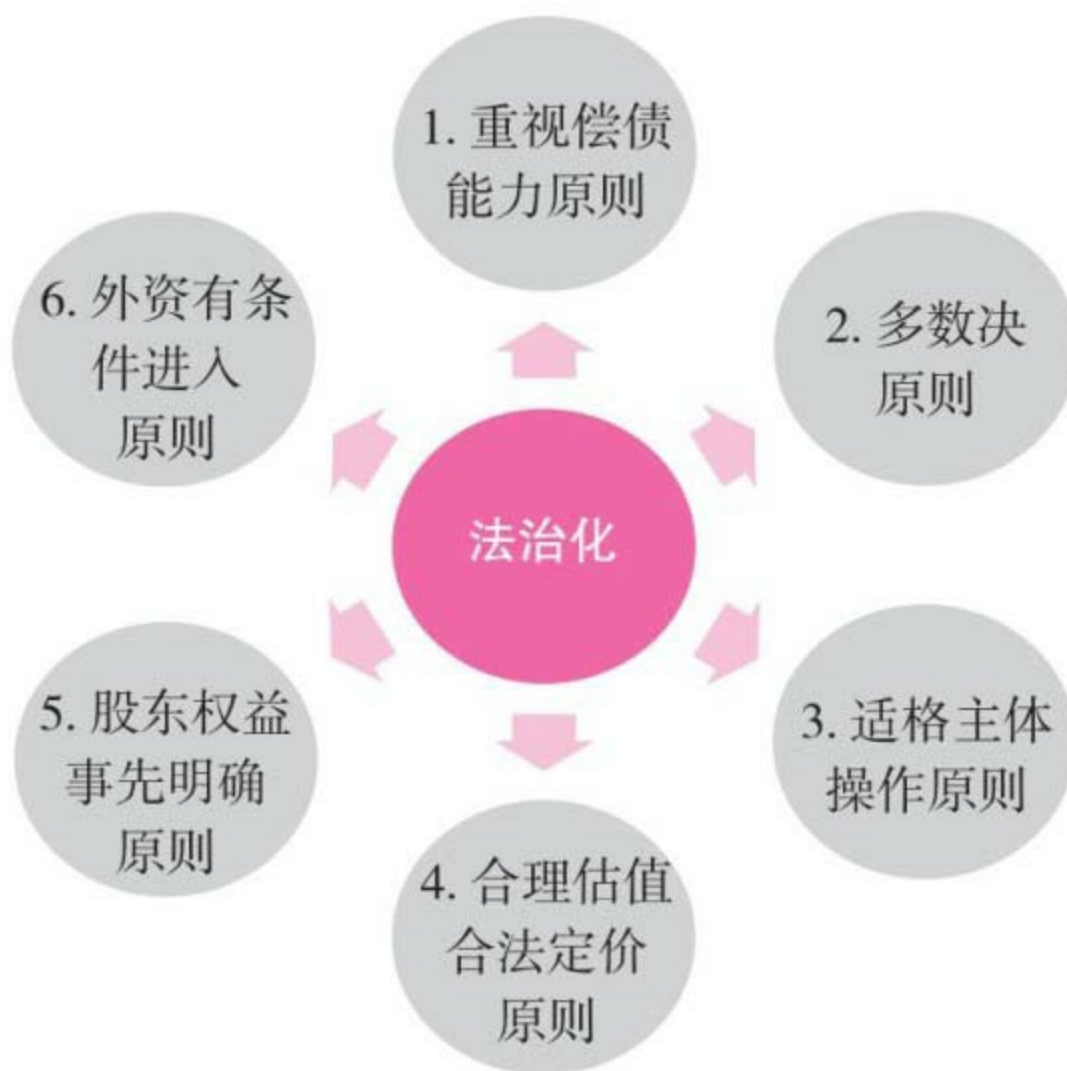 1. 重视偿债
能力原则
2. 多数决
原则
3. 适格主体
操作原则
4. 合理估值
合法定价
原则
5. 股东权益
事先明确
原则
6. 外资有条
件进入
原则
法治化